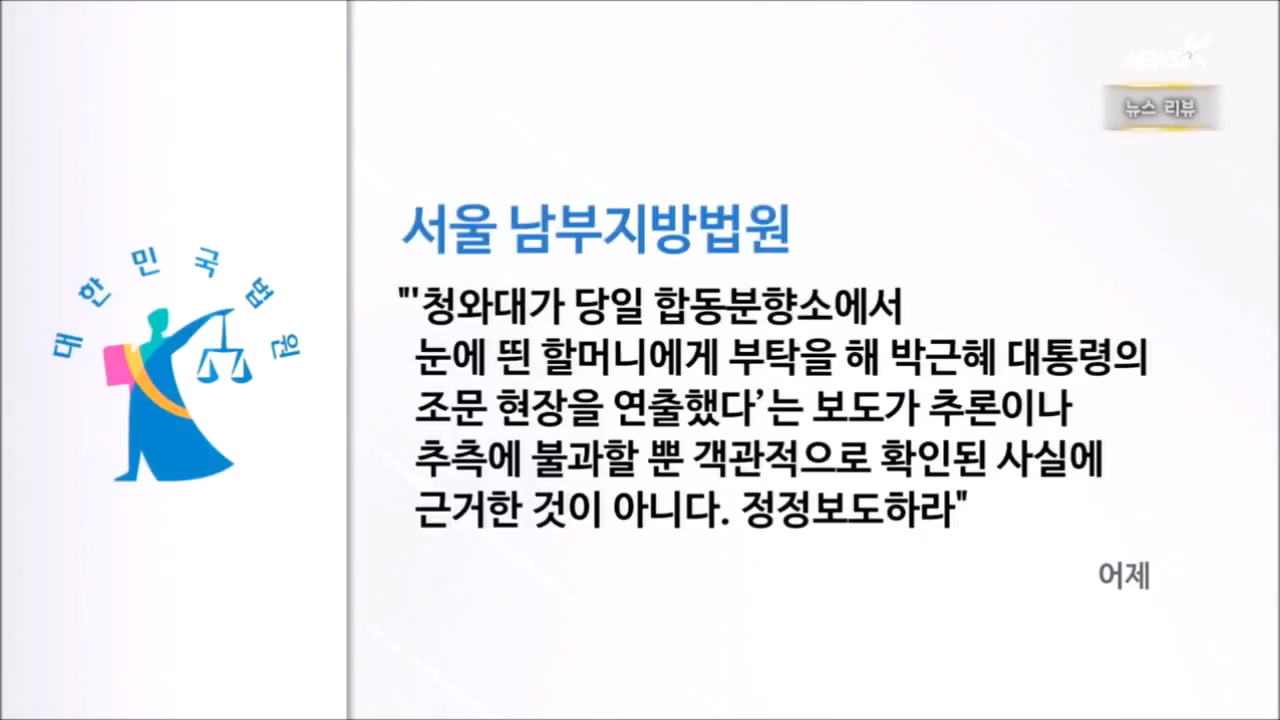 NEWS
뉴스 리뷰
대한민국법원
서울 남부지방법원
"'청와대가 당일 합동분향소에서
눈에 띈 할머니에게 부탁을 해 박근혜 대통령의
조문 현장을 연출했다’는 보도가 추론이나
추측에 불과할 뿐 객관적으로 확인된 사실에
근거한 것이 아니다. 정정보도하라"
어제